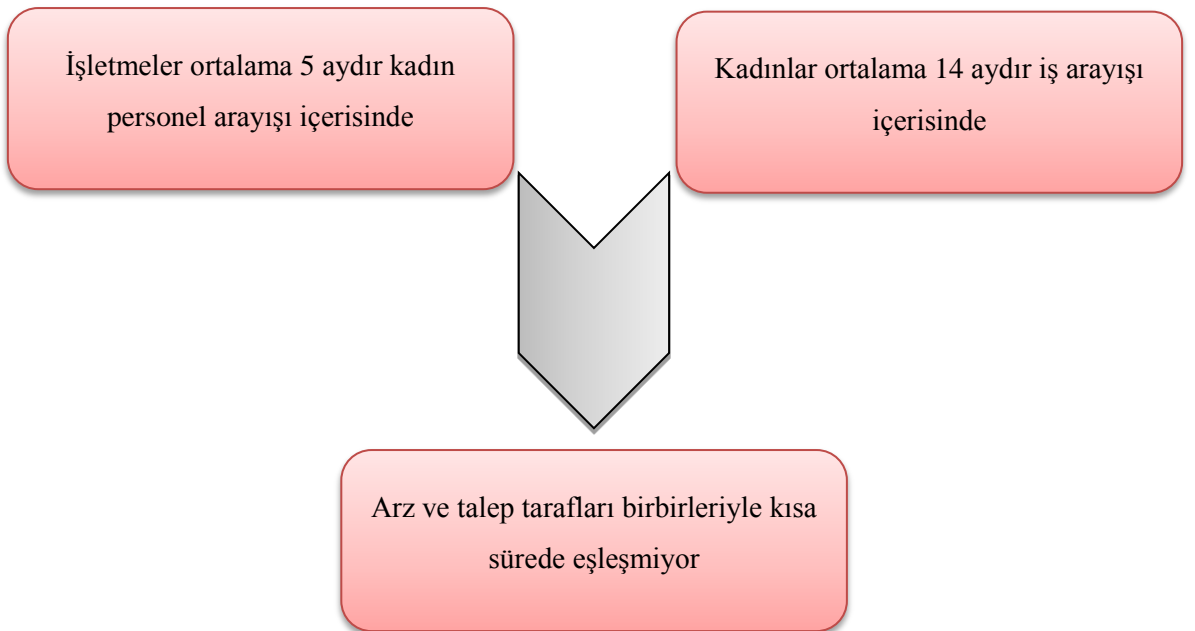 İşletmeler ortalama 5 aydır kadın
personel arayışı içerisinde
Kadınlar ortalama 14 aydır iş arayışı
içerisinde
Arz ve talep tarafları birbirleriyle kısa
sürede eşleşmiyor